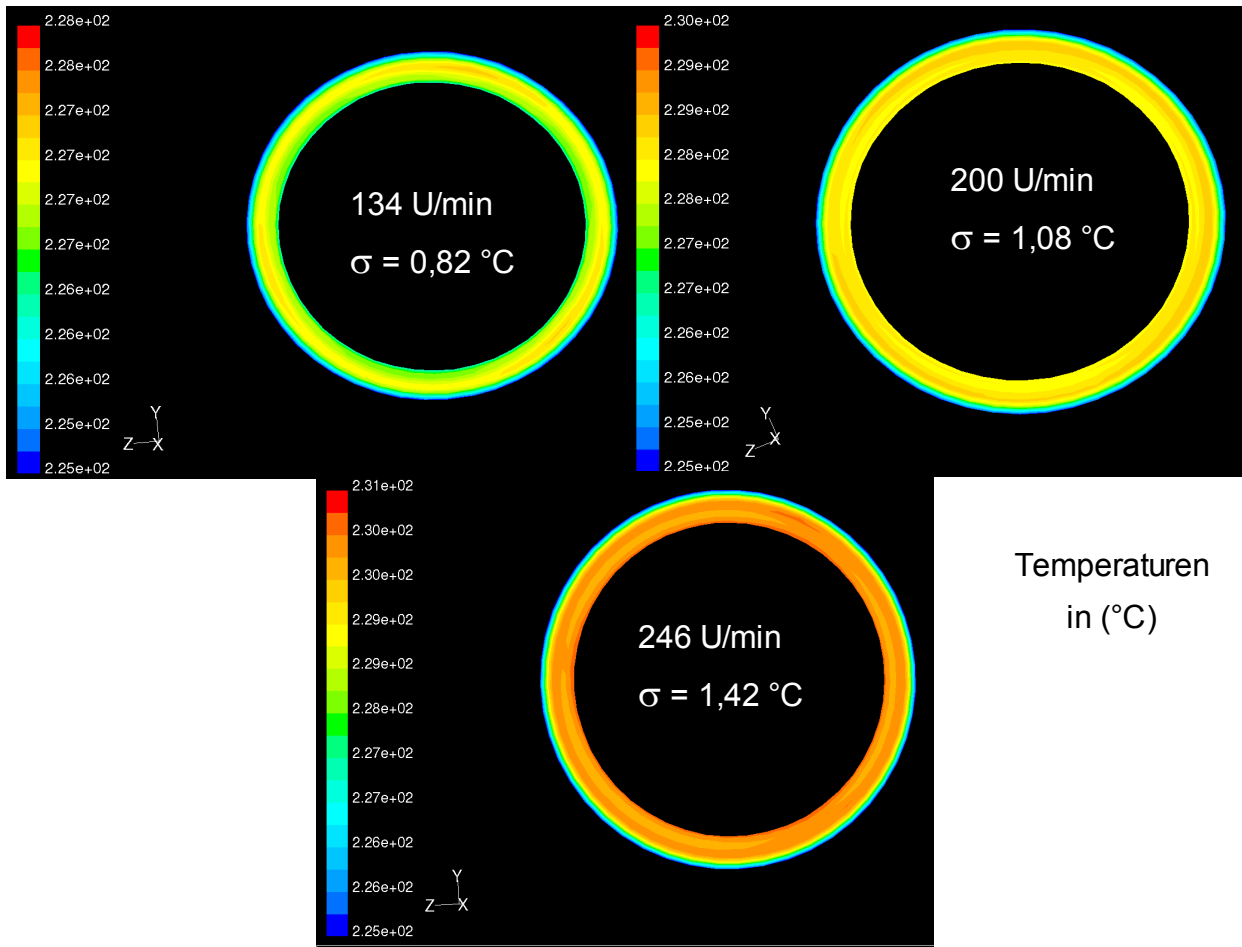 2.28e+02
2.28e+02
2.27e+02
2.27e+02
2.27e+02
2.27e+02
2.26e+02
2.26e+02
2.26e+02
2.25e+02
2.25e+02
134 U/min
σ = 0,82 °C
Y
Z
X
2.30e+02
2.29e+02
2.29e+02
2.28e+02
2.28e+02
2.27e+02
2.27e+02
2.26e+02
2.26e+02
2.25e+02
2.25e+02
200 U/min
σ = 1,08 °C
Y
Z
X
2.31e+02
2.30e+02
2.30e+02
2.29e+02
2.29e+02
2.28e+02
2.27e+02
2.27e+02
2.26e+02
2.26e+02
2.25e+02
246 U/min
σ = 1,42 °C
Y
Z
X
Temperaturen
in (°C)